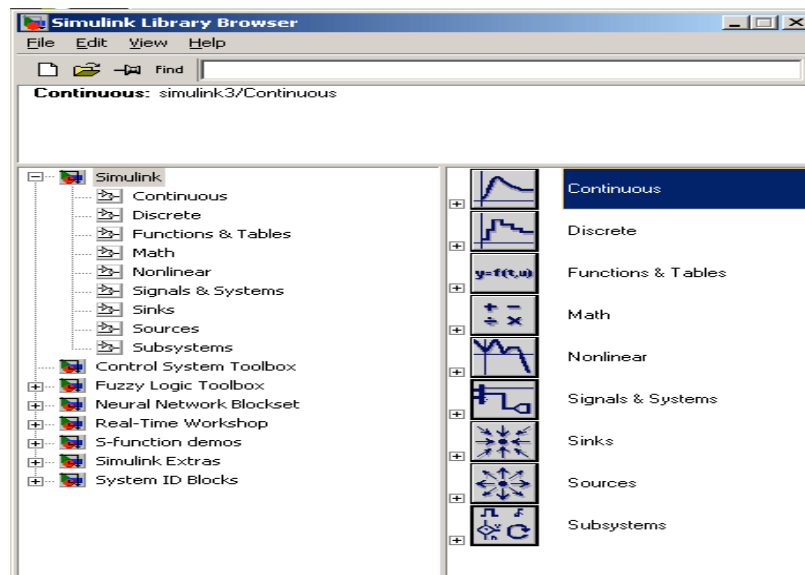 Simulink Library Browser
File Edit View Help
Find
Continuous: simulink3/Continuous
Simulink
Continuous
Discrete
Functions & Tables
Math
Nonlinear
Signals & Systems
Sinks
Sources
Subsystems
Control System Toolbox
Fuzzy Logic Toolbox
Neural Network Blockset
Real-Time Workshop
S-function demos
Simulink Extras
System ID Blocks
Continuous
Discrete
y=f(t,u) Functions & Tables
Math
Nonlinear
Signals & Systems
Sinks
Sources
Subsystems